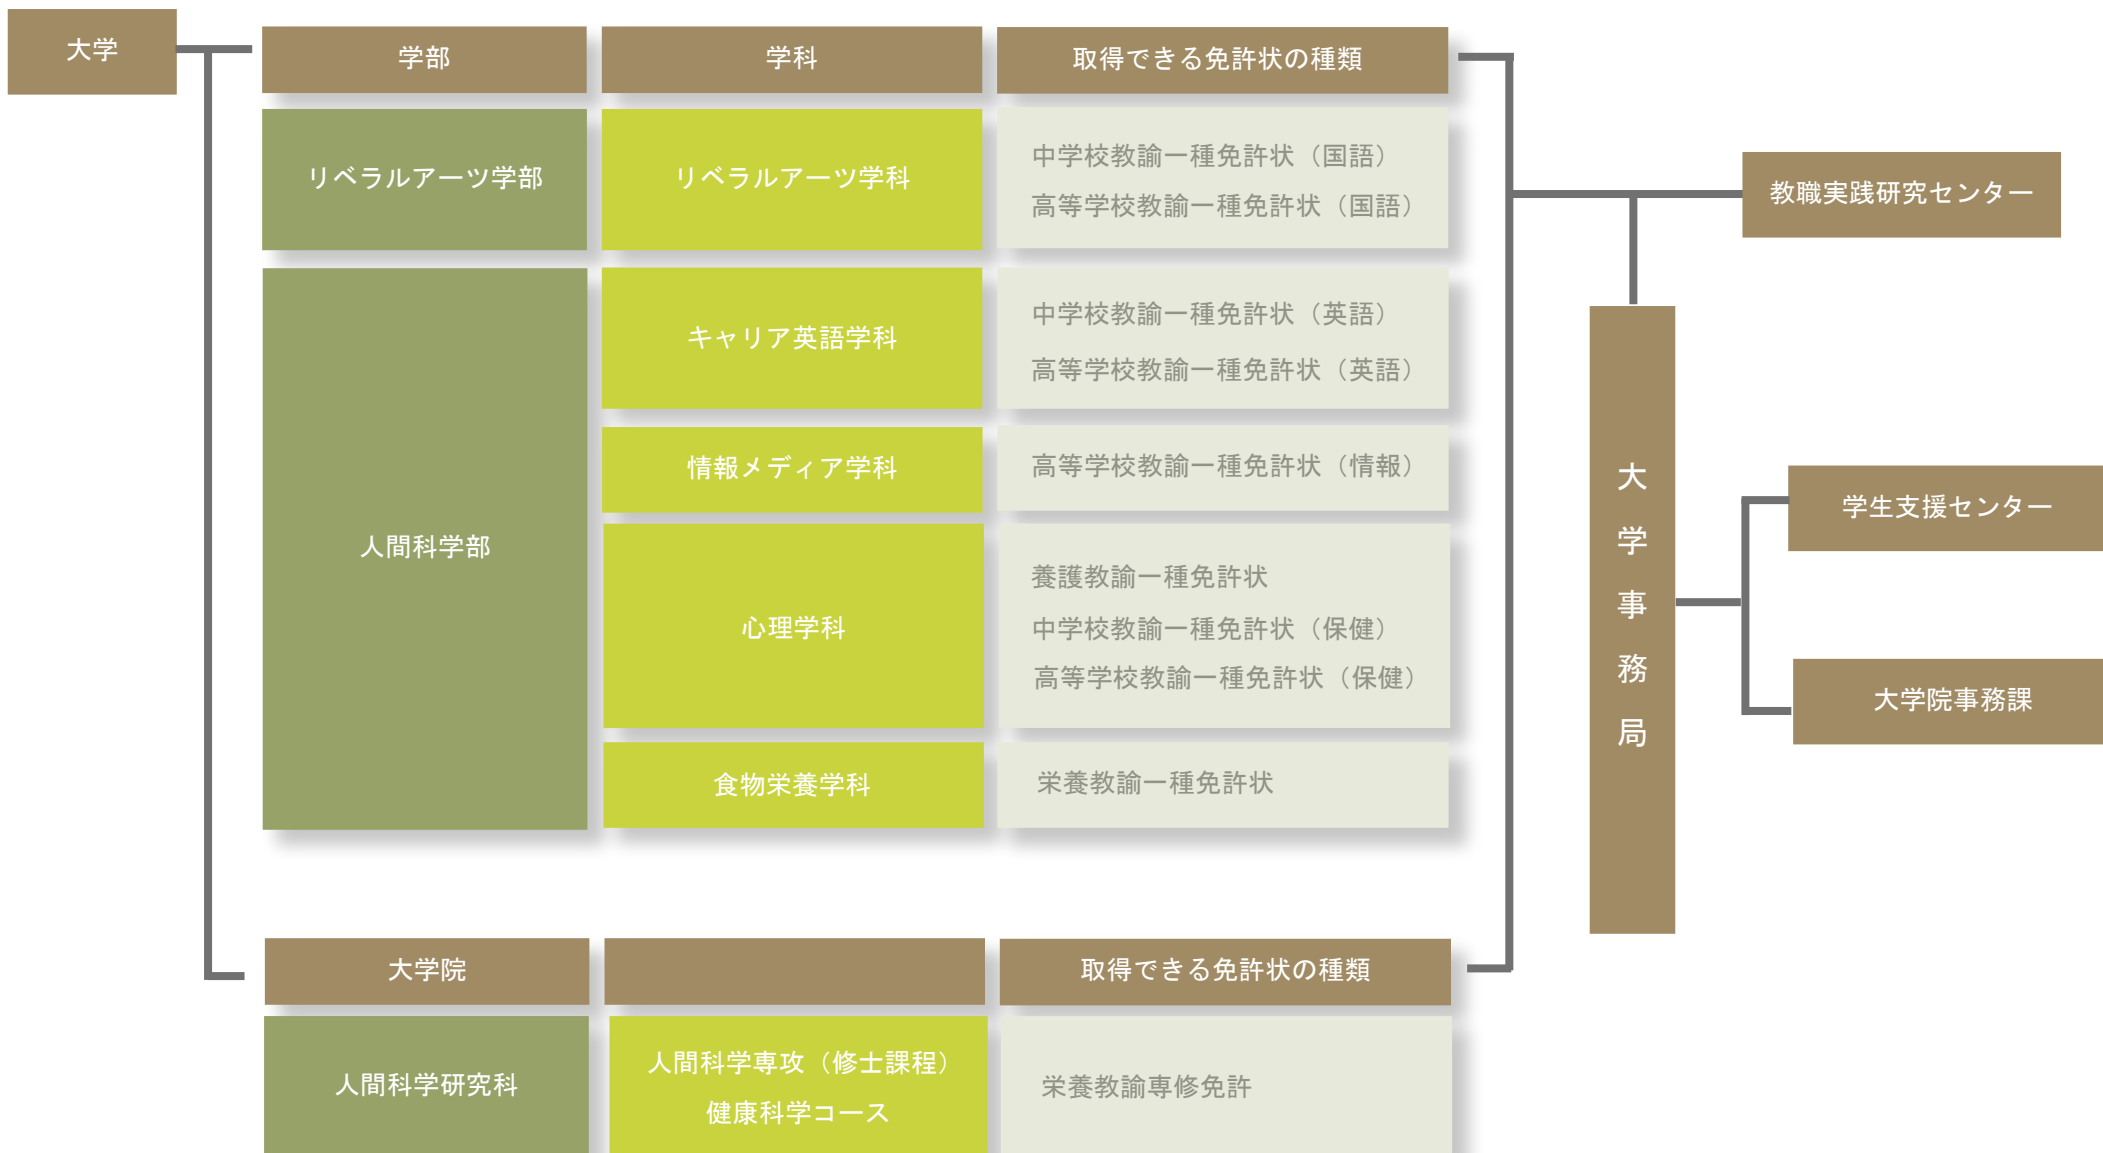 大学
学部
学科
取得できる免許状の種類
リベラルアーツ学部
リベラルアーツ学科
中学校教諭一種免許状（国語）
高等学校教諭一種免許状（国語）
人間科学部
キャリア英語学科
中学校教諭一種免許状（英語）
高等学校教諭一種免許状（英語）
情報メディア学科
高等学校教諭一種免許状（情報）
心理学科
養護教諭一種免許状
中学校教諭一種免許状（保健）
高等学校教諭一種免許状（保健）
食物栄養学科
栄養教諭一種免許状
大学院
取得できる免許状の種類
人間科学研究科
人間科学専攻（修士課程）
健康科学コース
栄養教諭専修免許
教職実践研究センター
大学事務局
学生支援センター
大学院事務課